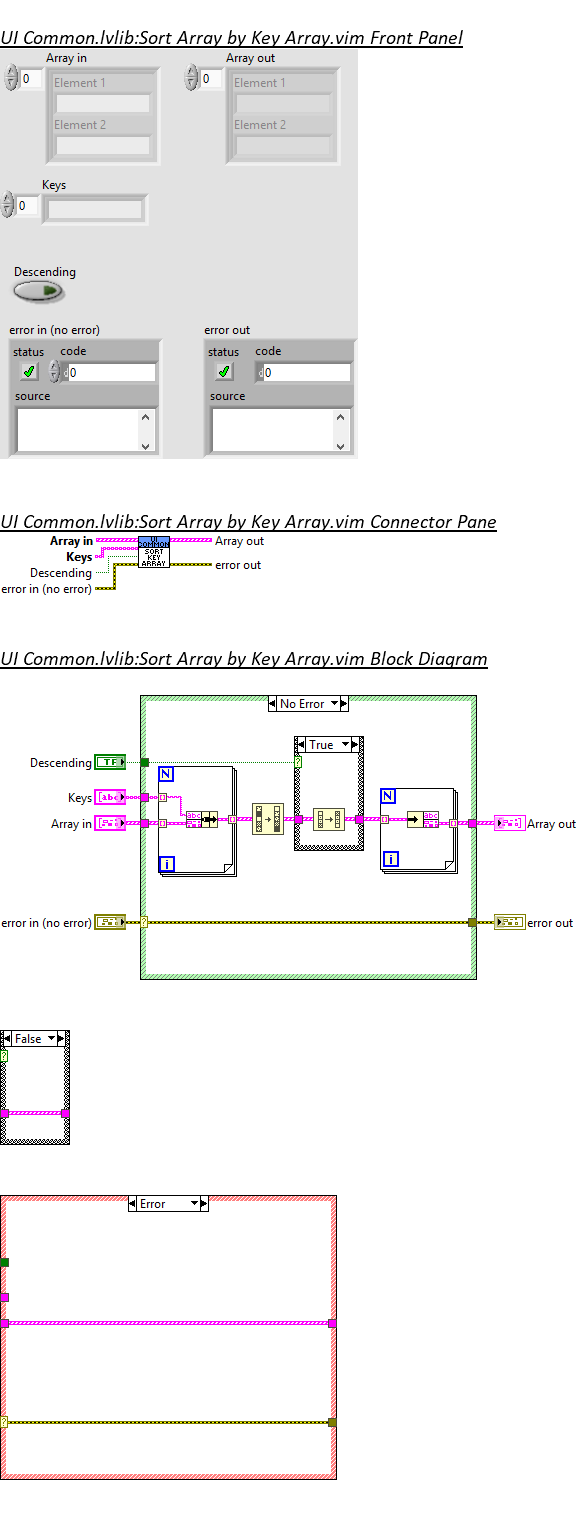 UI Common.lvlib:Sort Array by Key Array.vim Front Panel
Array in
Array out
0
Element 1
Element 2
0
Element 1
Element 2
Keys
0
Descending
error in (no error)
error out
status code
0
source
status code
0
source
UI Common.lvlib:Sort Array by Key Array.vim Connector Pane
Array in
Keys
Descending
error in (no error)
UI
COMMON
SORT
KEY
ARRAY
Array out
error out
UI Common.lvlib:Sort Array by Key Array.vim Block Diagram
No Error
True
Descending
TF
N
Keys
abc
Array in
abc
i
N
abc
i
Array out
error in (no error)
error out
False
Error